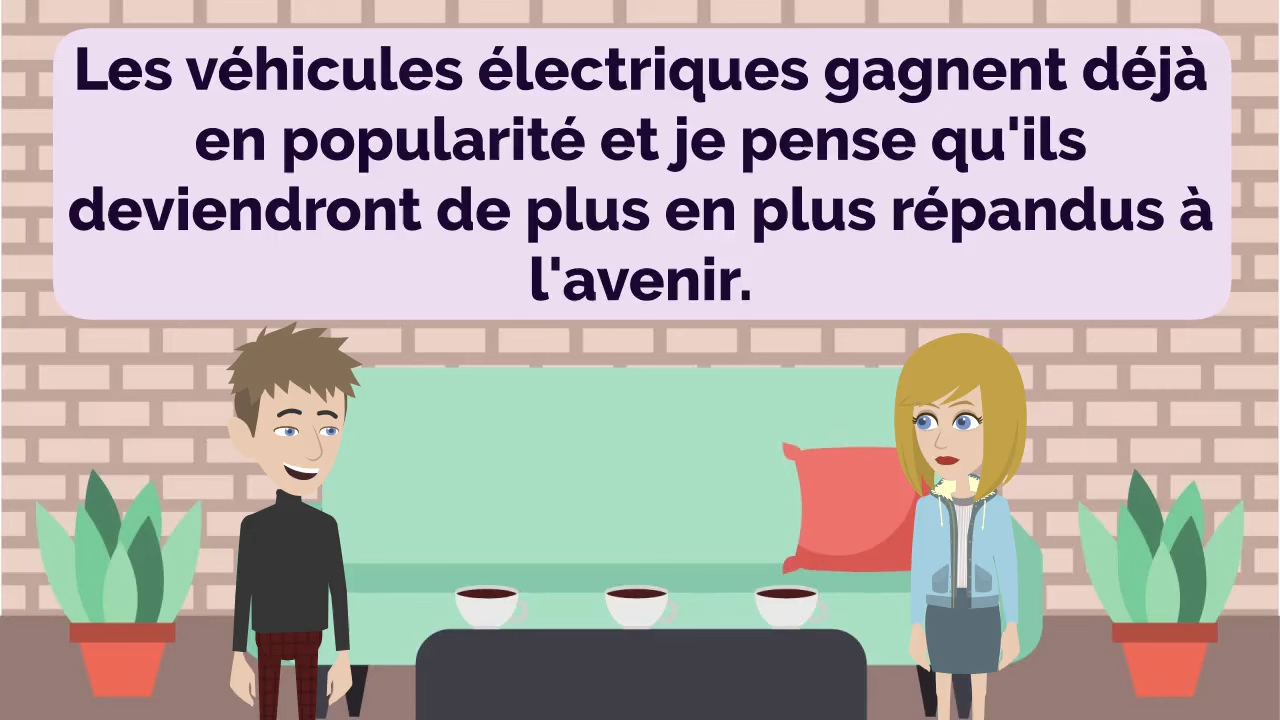 Les véhicules électriques gagnent déjà
en popularité et je pense qu'ils
deviendront de plus en plus répandus à
l'avenir.